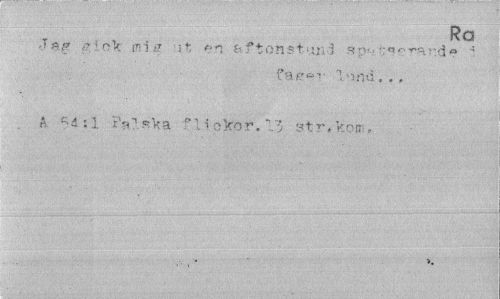 Ra
Jag gick mig ut en aftonstund spatserande i
fager lund...
A 54:1 Falska flickor.13 str.kom.